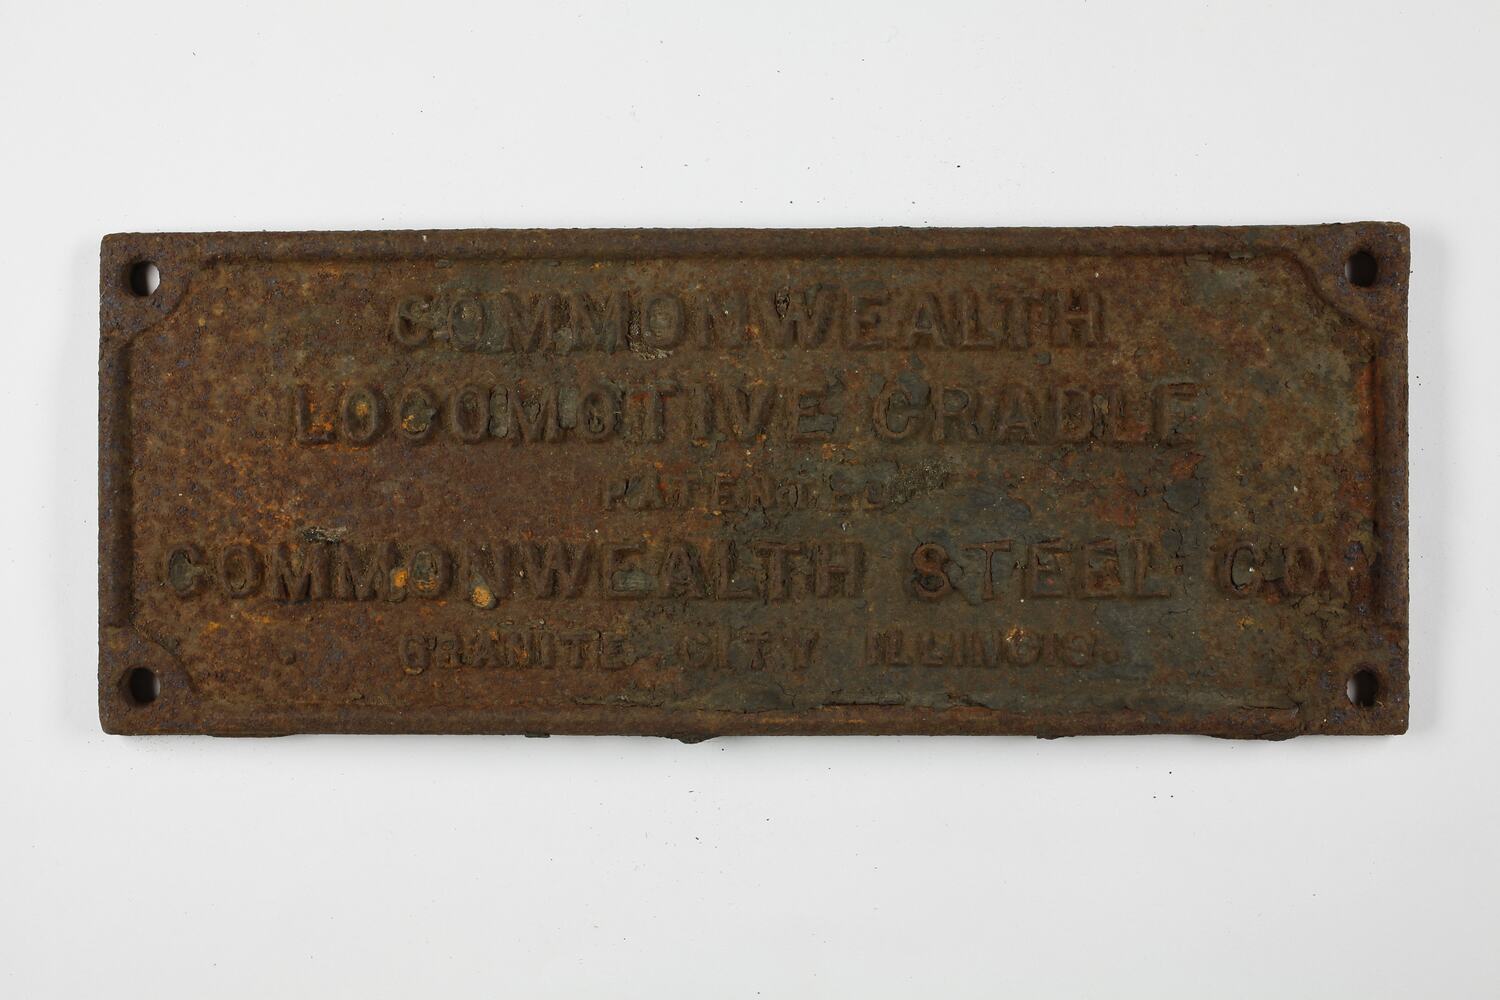 COMMONWEALTH
LOCOMOTIVE CRADLE
PATENTED
COMMONWEALTH STEEL CO.
GRANITE CITY ILLINOIS.